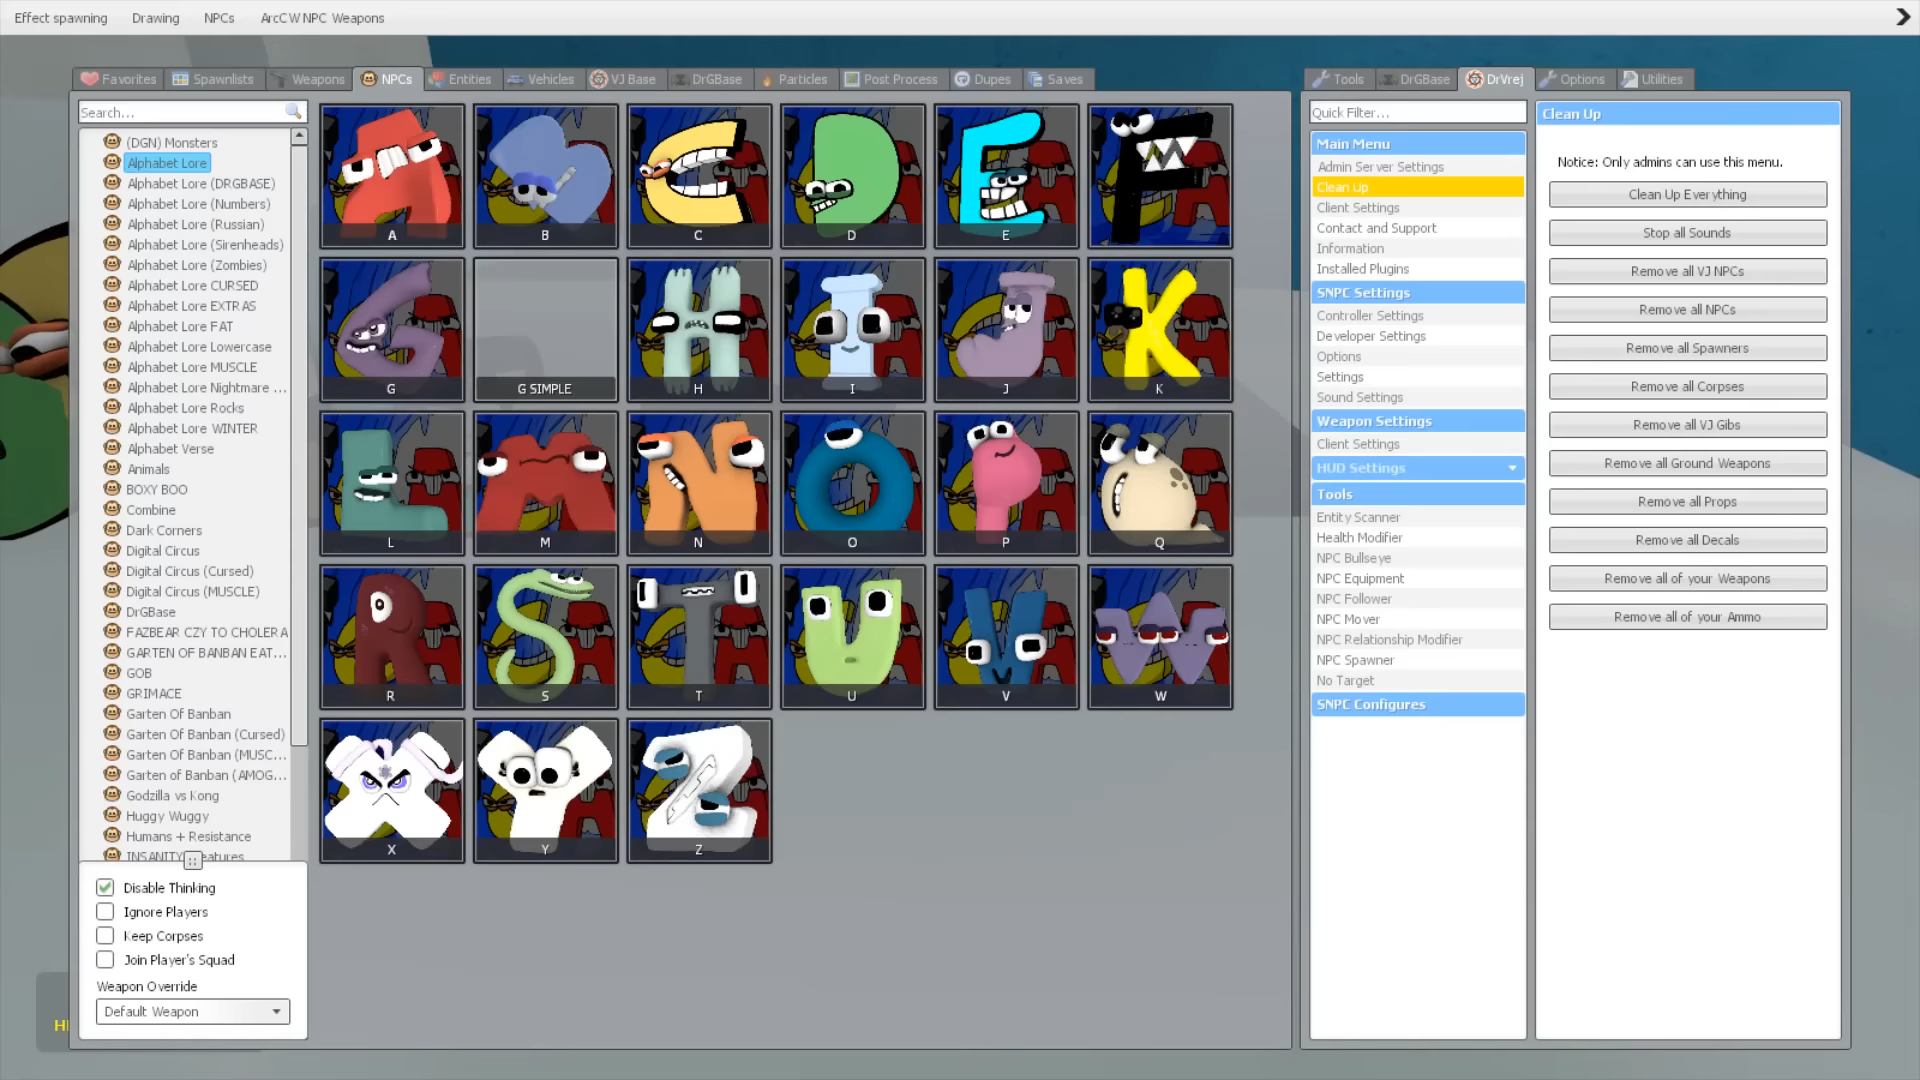 Effect spawning Drawing NPCs ArcCW NPC Weapons
Favorites Spawnlists Weapons NPCs Entities Vehicles VJ Base DrGBase Particles Post Process Dupes Saves
Tools DrGBase DrVrej Options Utilities
Search...
(DGN) Monsters
Alphabet Lore
Alphabet Lore (DRGBASE)
Alphabet Lore (Numbers)
Alphabet Lore (Russian)
Alphabet Lore (Sirenheads)
Alphabet Lore (Zombies)
Alphabet Lore CURSED
Alphabet Lore EXTRAS
Alphabet Lore FAT
Alphabet Lore Lowercase
Alphabet Lore MUSCLE
Alphabet Lore Nightmare ...
Alphabet Lore Rocks
Alphabet Lore WINTER
Alphabet Verse
Animals
BOXY BOO
Combine
Dark Corners
Digital Circus
Digital Circus (Cursed)
Digital Circus (MUSCLE)
DrGBase
FAZBEAR CZY TO CHOLERA
GARTEN OF BANBAN EAT...
GOB
GRIMACE
Garten Of Banban
Garten Of Banban (Cursed)
Garten Of Banban (MUSC...
Garten of Banban (AMOG...
Godzilla vs Kong
Huggy Wuggy
Humans + Resistance
Disable Thinking
Ignore Players
Keep Corpses
Join Player's Squad
Weapon Override
Default Weapon
A B C D E
G G SIMPLE H I J K
L M N O P Q
R S T U V W
X Y Z
Quick Filter...
Main Menu
Admin Server Settings
Clean Up
Client Settings
Contact and Support
Information
Installed Plugins
SNPC Settings
Controller Settings
Developer Settings
Options
Settings
Sound Settings
Weapon Settings
Client Settings
HUD Settings
Tools
Entity Scanner
Health Modifier
NPC Bullseye
NPC Equipment
NPC Follower
NPC Mover
NPC Relationship Modifier
NPC Spawner
No Target
SNPC Configures
Clean Up
Notice: Only admins can use this menu.
Clean Up Everything
Stop all Sounds
Remove all VJ NPCs
Remove all NPCs
Remove all Spawners
Remove all Corpses
Remove all VJ Gibs
Remove all Ground Weapons
Remove all Props
Remove all Decals
Remove all of your Weapons
Remove all of your Ammo